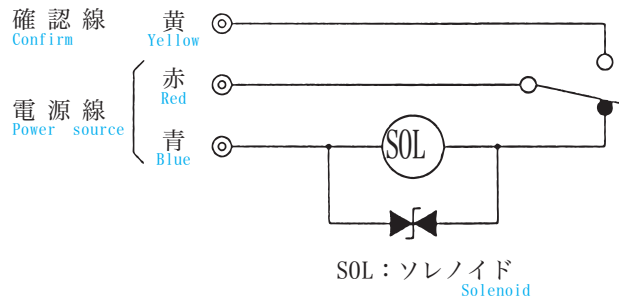 確認線 黄
Confirm Yellow
赤
Red
電源線
Power source
青
Blue
SOL
SOL：ソレノイド
Solenoid